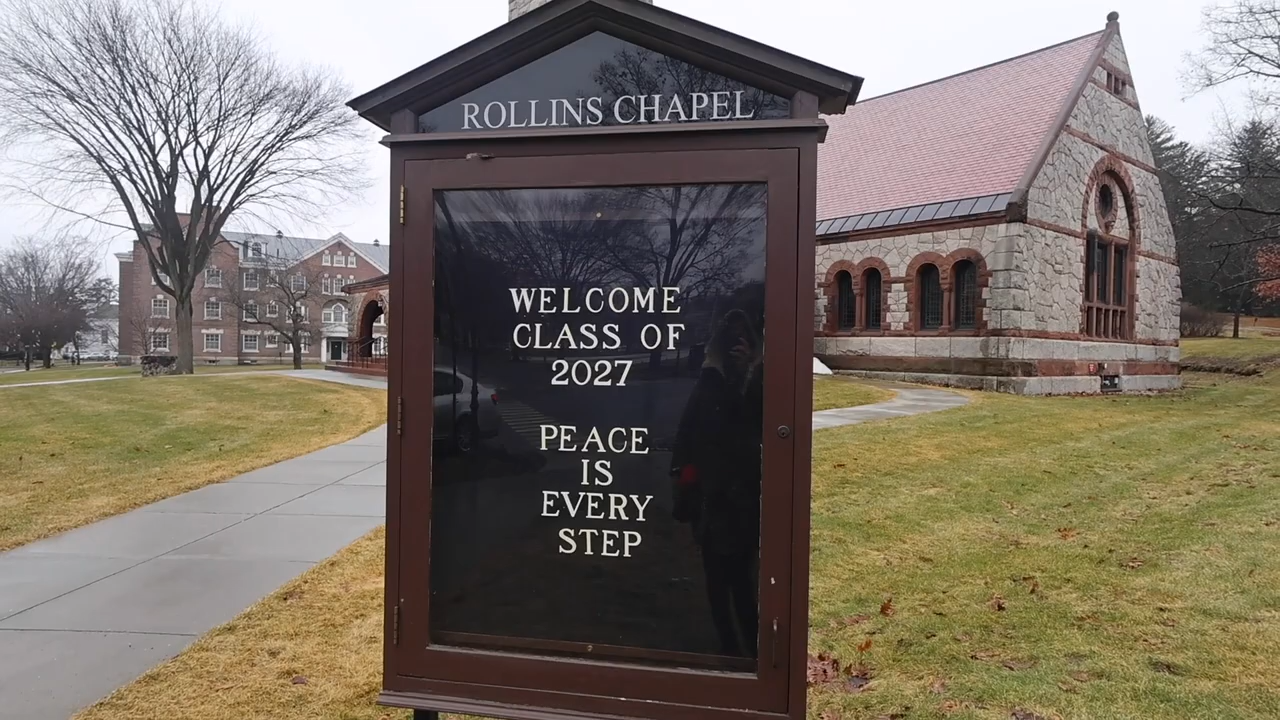 ROLLINS CHAPEL
WELCOME
CLASS OF
2027
PEACE
IS
EVERY
STEP